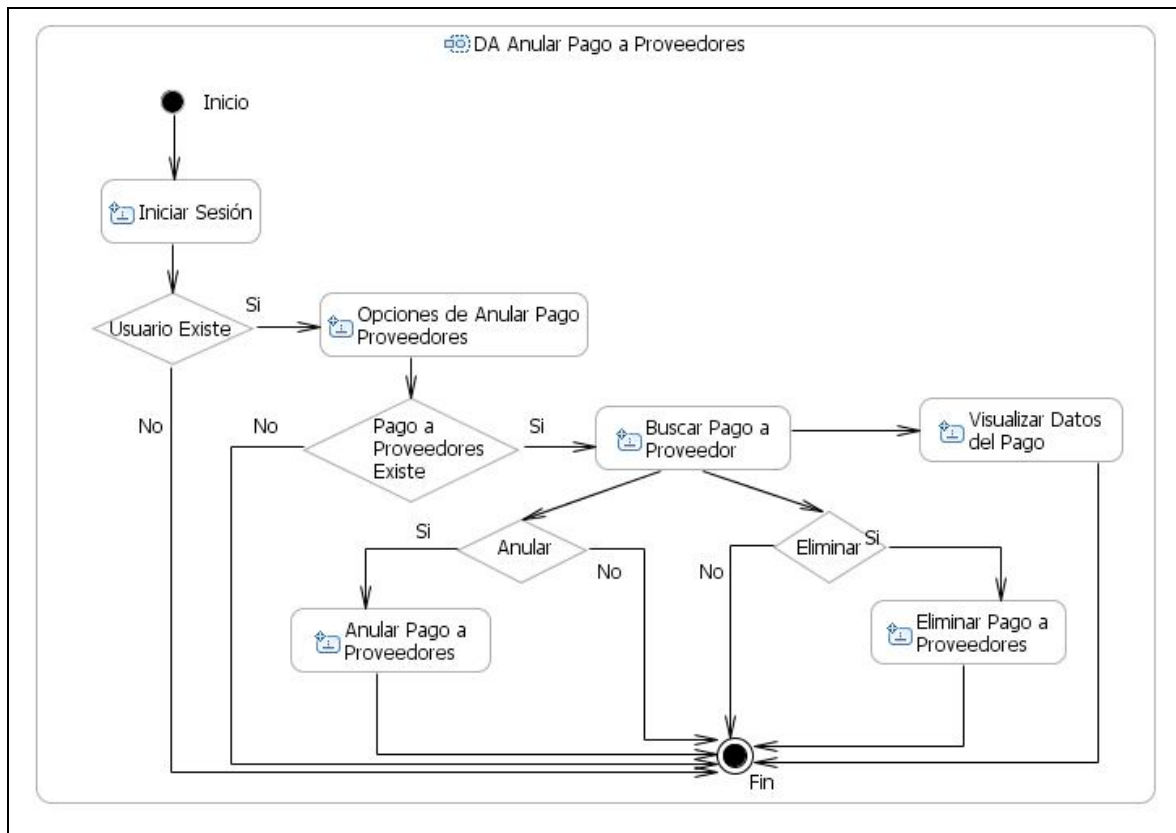 DA Anular Pago a Proveedores
Inicio
Iniciar Sesión
Usuario Existe
Si
Opciones de Anular Pago
Proveedores
No
No
Pago a
Proveedores
Existe
Si
Buscar Pago a
Proveedor
Visualizar Datos
del Pago
Si
Anular
No
No
Eliminar
Si
Anular Pago a
Proveedores
Eliminar Pago a
Proveedores
Fin